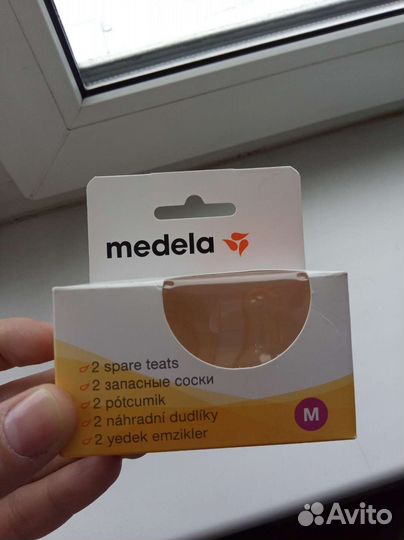 medela
2 spare teats
2 запасные соски
2 pótcumik
2 náhradní dudlíky
2 yedek emzikler
M
Avito